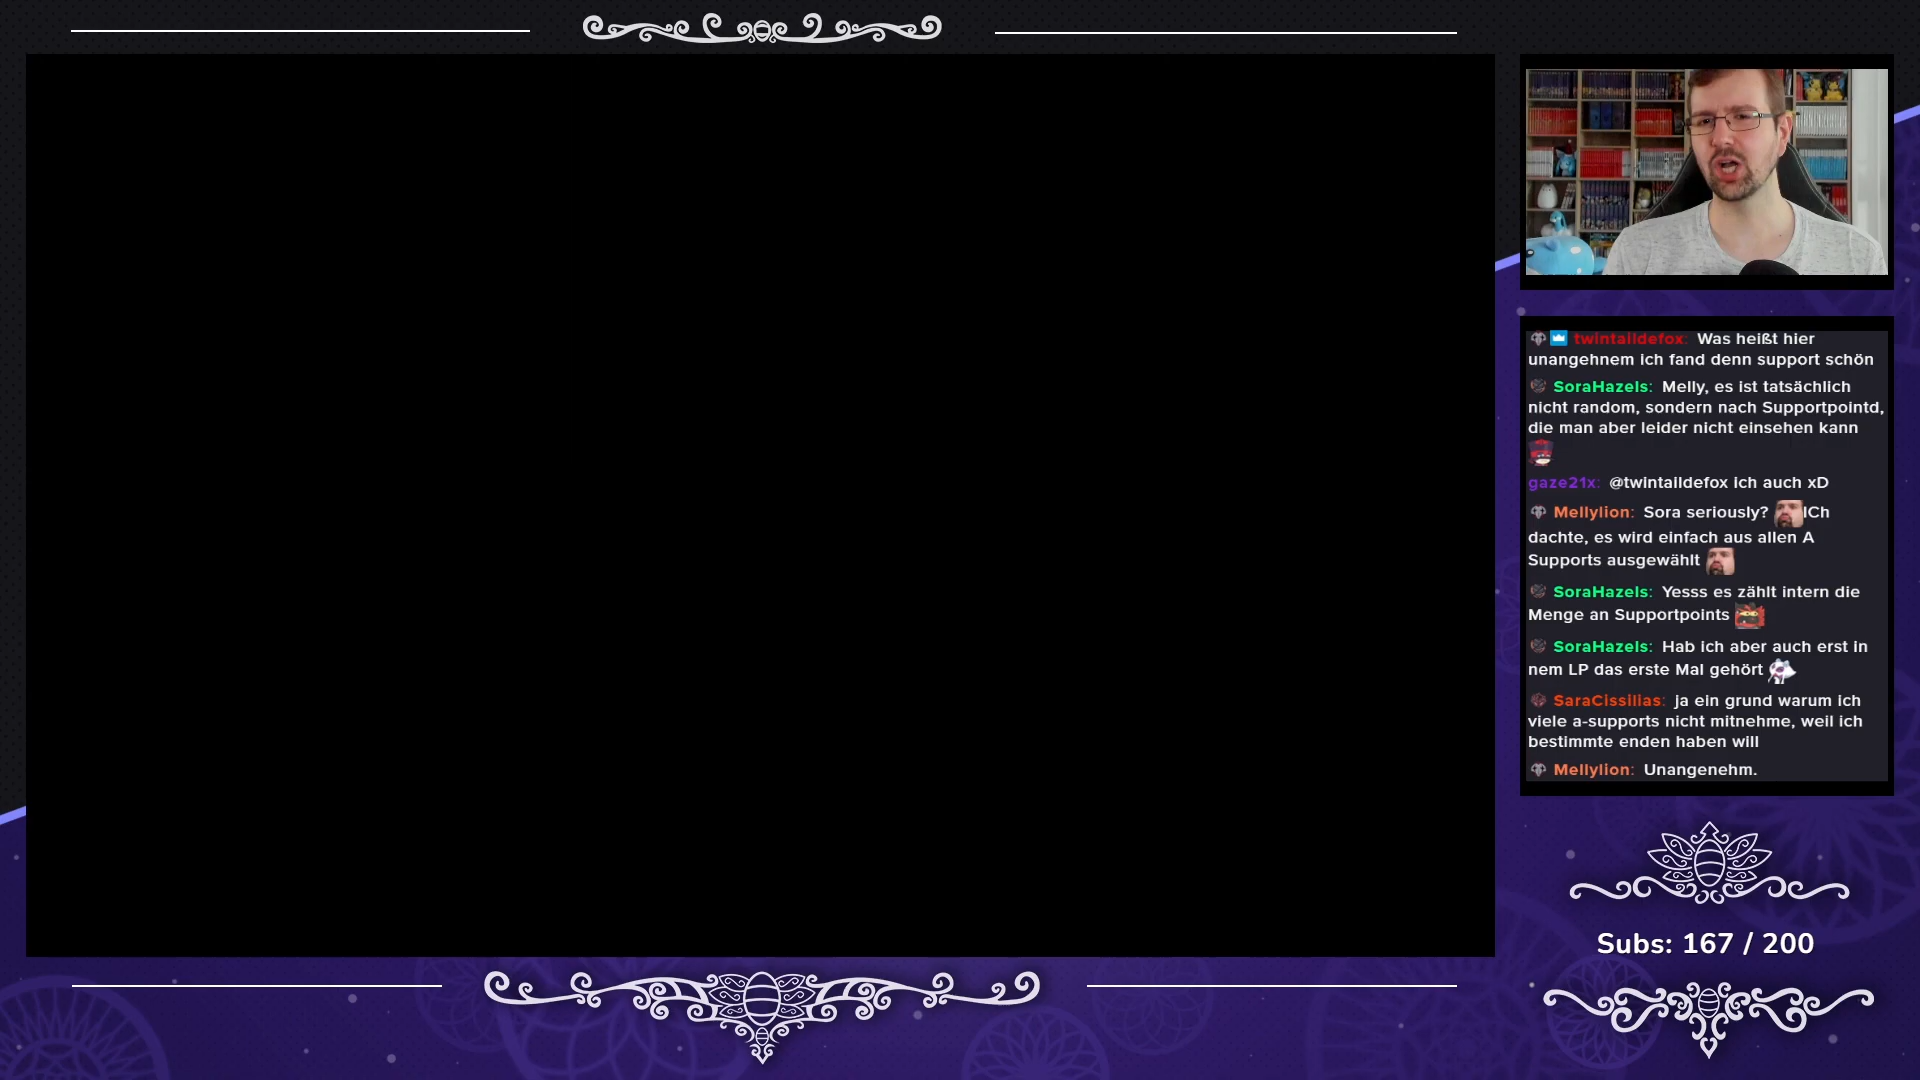 twintaildefox: Was heißt hier
unangehnem ich fand denn support schön
SoraHazels: Melly, es ist tatsächlich
nicht random, sondern nach Supportpointd,
die man aber leider nicht einsehen kann
gaze21x: @twintaildefox ich auch xD
Mellylion: Sora seriously? ICh
dachte, es wird einfach aus allen A
Supports ausgewählt
SoraHazels: Yesss es zählt intern die
Menge an Supportpoints
SoraHazels: Hab ich aber auch erst in
nem LP das erste Mal gehört
SaraCissilias: ja ein grund warum ich
viele a-supports nicht mitnehme, weil ich
bestimmte enden haben will
Mellylion: Unangenehm.
Subs: 167 / 200